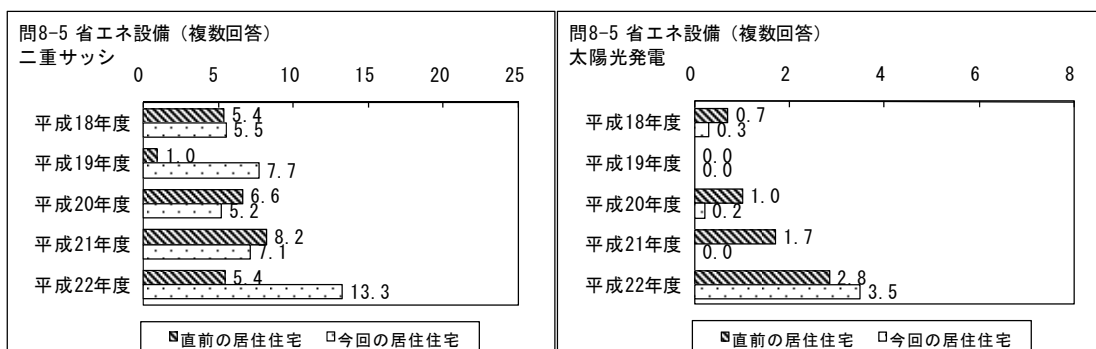 問8-5 省エネ設備（複数回答）
二重サッシ
0 5 10 15 20 25
平成18年度 5.4
5.5
平成19年度 1.0
7.7
平成20年度 6.6
5.2
平成21年度 8.2
7.1
平成22年度 5.4
13.3
直前の居住住宅 今回の居住住宅
問8-5 省エネ設備（複数回答）
太陽光発電
0 2 4 6 8
平成18年度 0.7
0.3
平成19年度 0.0
0.0
平成20年度 1.0
0.2
平成21年度 1.7
0.0
平成22年度 2.8
3.5
直前の居住住宅 今回の居住住宅